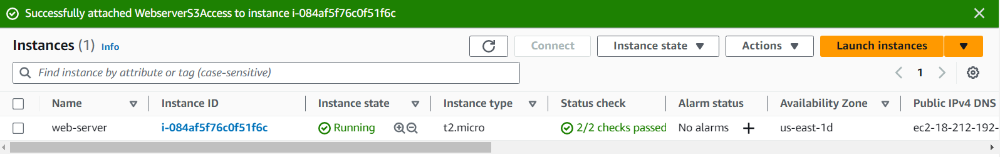 Successfully attached WebserverS3Access to instance i-084af5f76c0f51f6c
Instances (1) Info
Connect Instance state Actions Launch instances
Find instance by attribute or tag (case-sensitive)
1
Name Instance ID Instance state Instance type Status check Alarm status Availability Zone Public IPv4 DNS
web-server i-084af5f76c0f51f6c Running t2.micro 2/2 checks passed No alarms us-east-1d ec2-18-212-192-